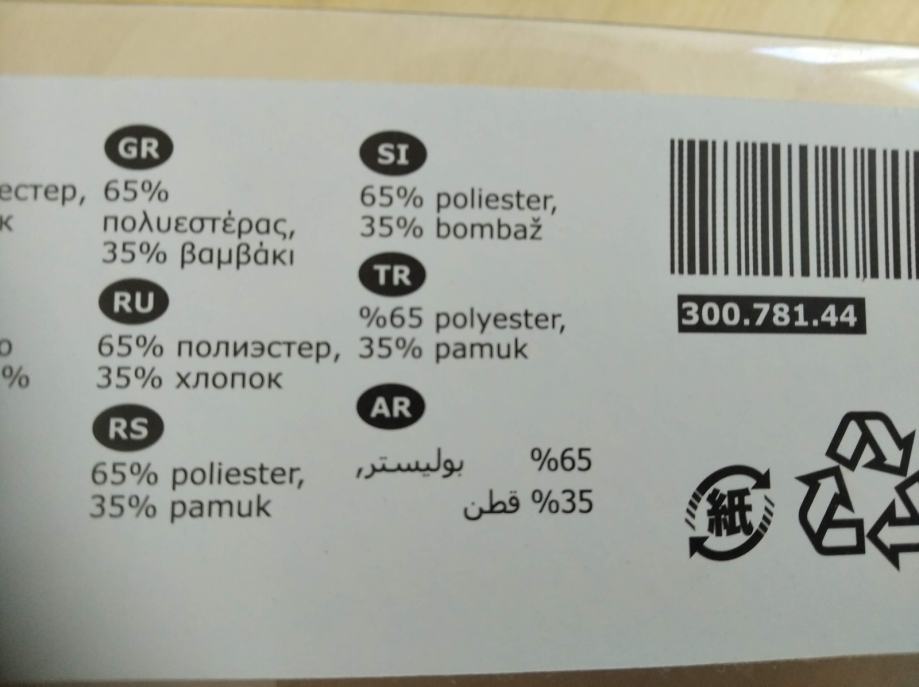 естер,
к
%
GR
65%
πολυεστέρας,
35% βαμβάκι
RU
65% полиэстер,
35% хлопок
RS
65% poliester,
35% pamuk
SI
65% poliester,
35% bombaž
TR
%65 polyester,
35% pamuk
AR
%65 بوليستر,
%35 قطن
300.781.44
紙